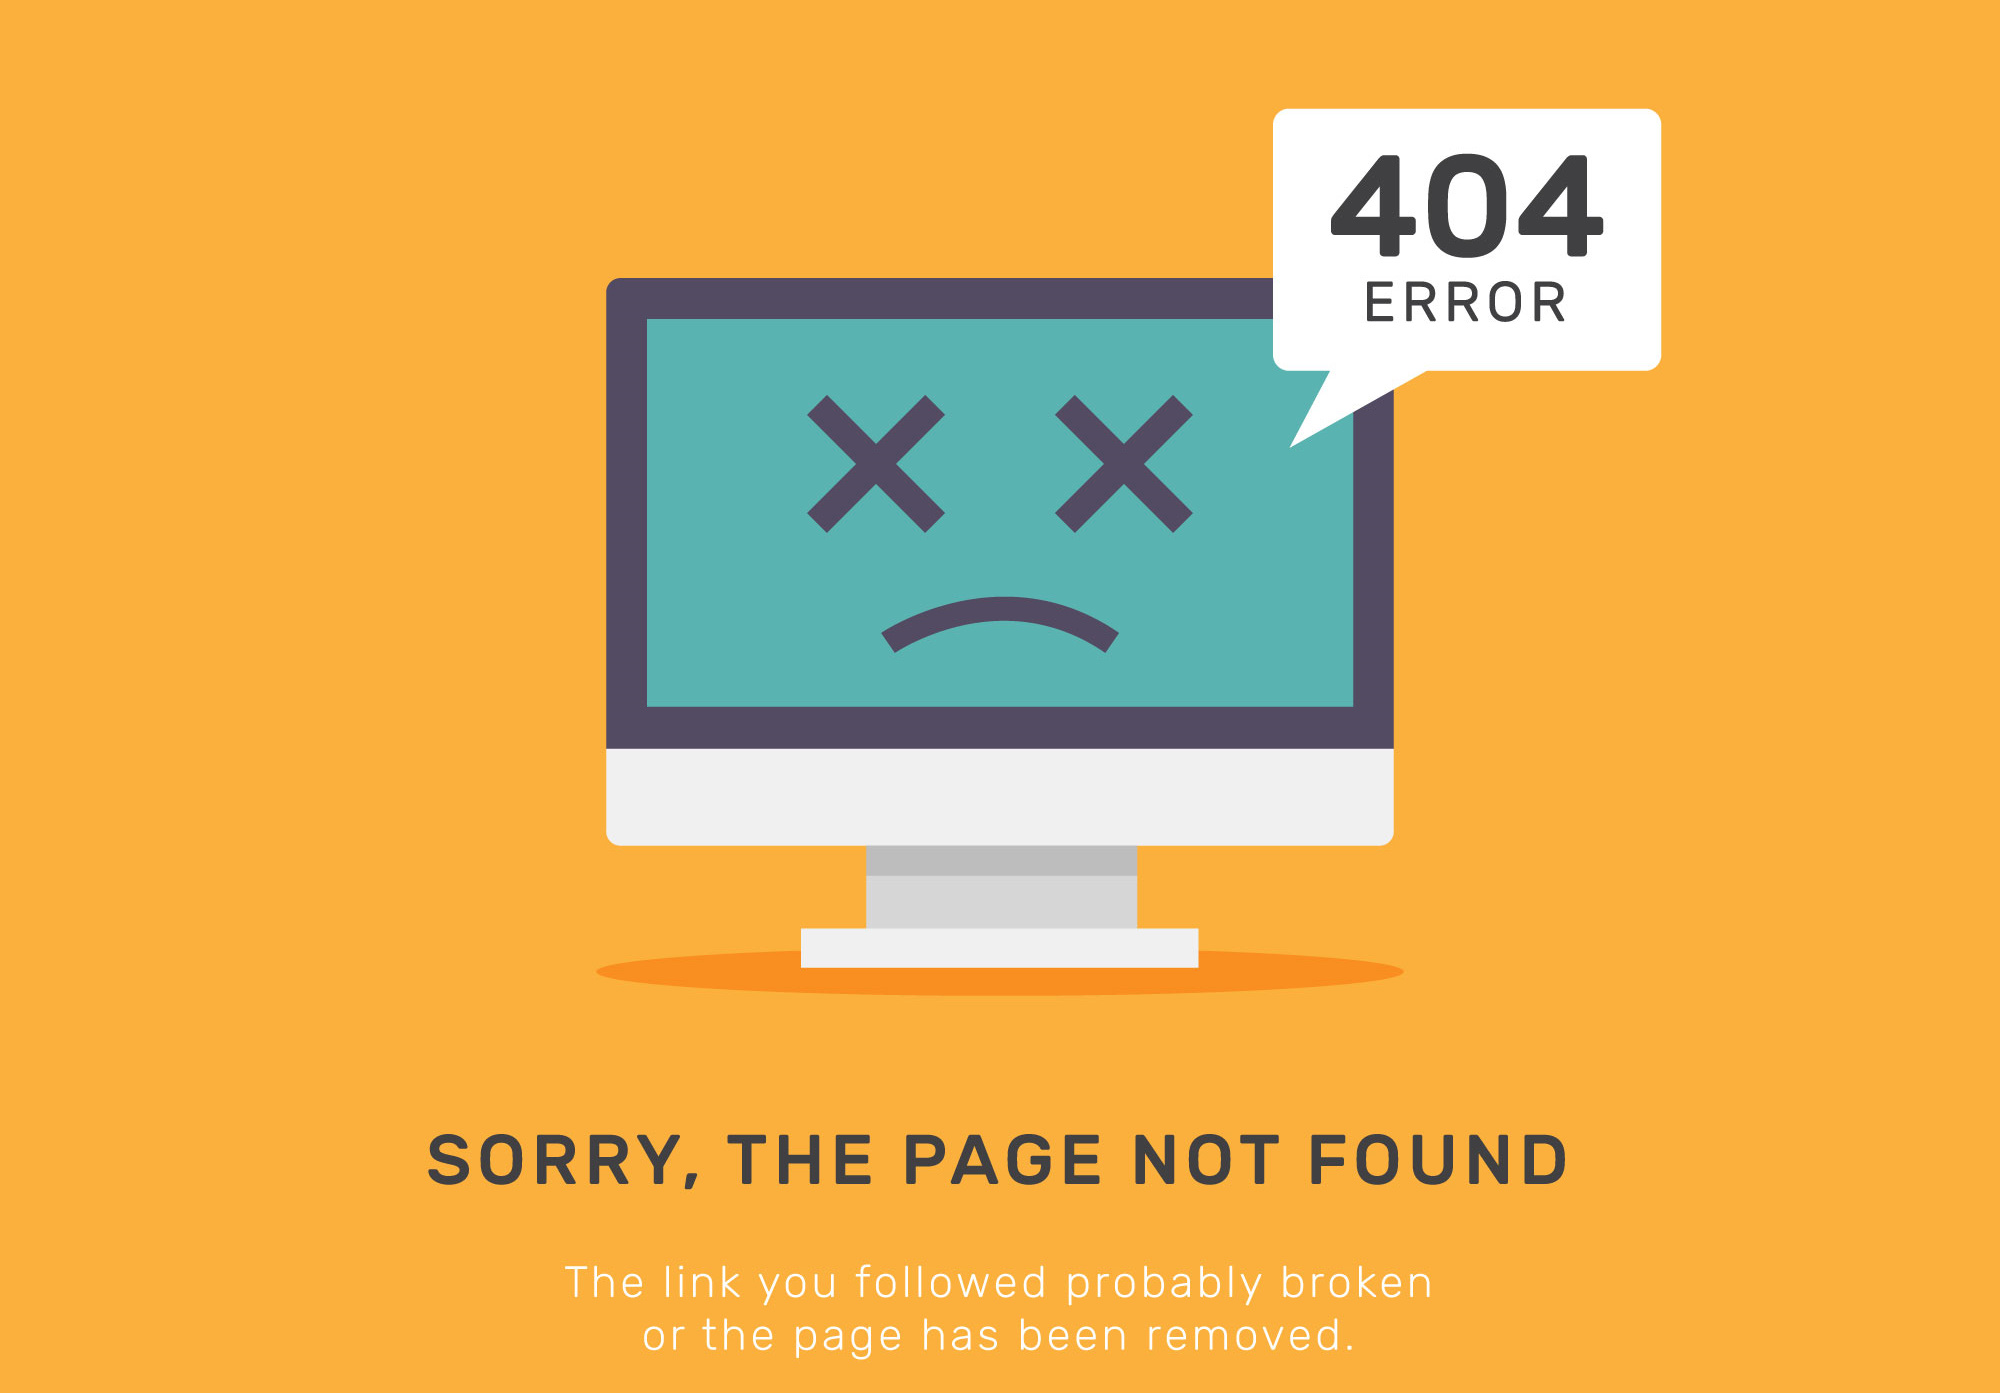 404
ERROR
SORRY, THE PAGE NOT FOUND
The link you followed probably broken
or the page has been removed.